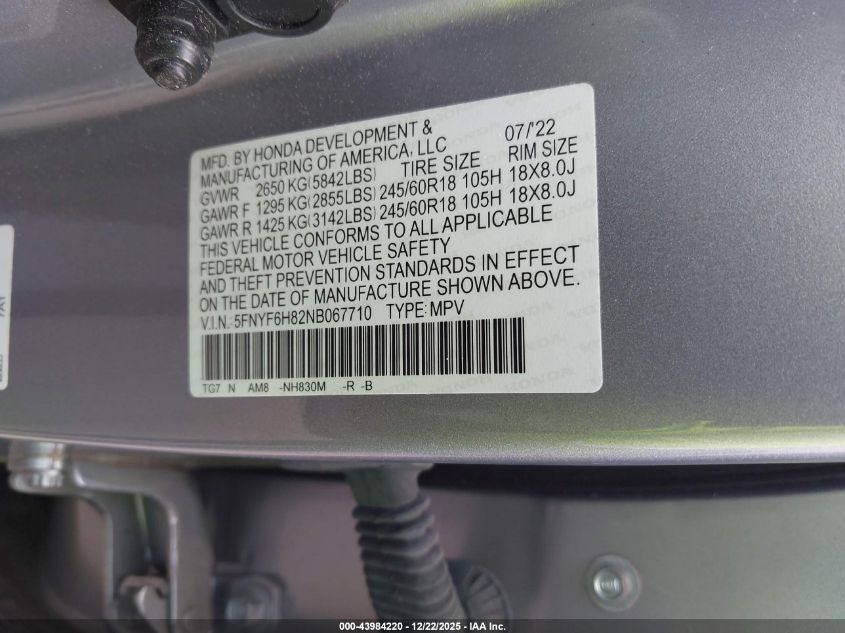 MFD. BY HONDA DEVELOPMENT & 07/'22
MANUFACTURING OF AMERICA, LLC
TIRE SIZE RIM SIZE
GVWR 2650 KG(5842LBS)
GAWR F 1295 KG(2855LBS) 245/60R18 105H 18X8.0J
GAWR R 1425 KG(3142LBS) 245/60R18 105H 18X8.0J
THIS VEHICLE CONFORMS TO ALL APPLICABLE
FEDERAL MOTOR VEHICLE SAFETY
AND THEFT PREVENTION STANDARDS IN EFFECT
ON THE DATE OF MANUFACTURE SHOWN ABOVE.
V.I.N.:5FNYF6H82NB067710 TYPE:MPV
TG7 N AM8 -NH830M -R -B
HONDA
000-43984220 - 12/22/2025 - IAA Inc.